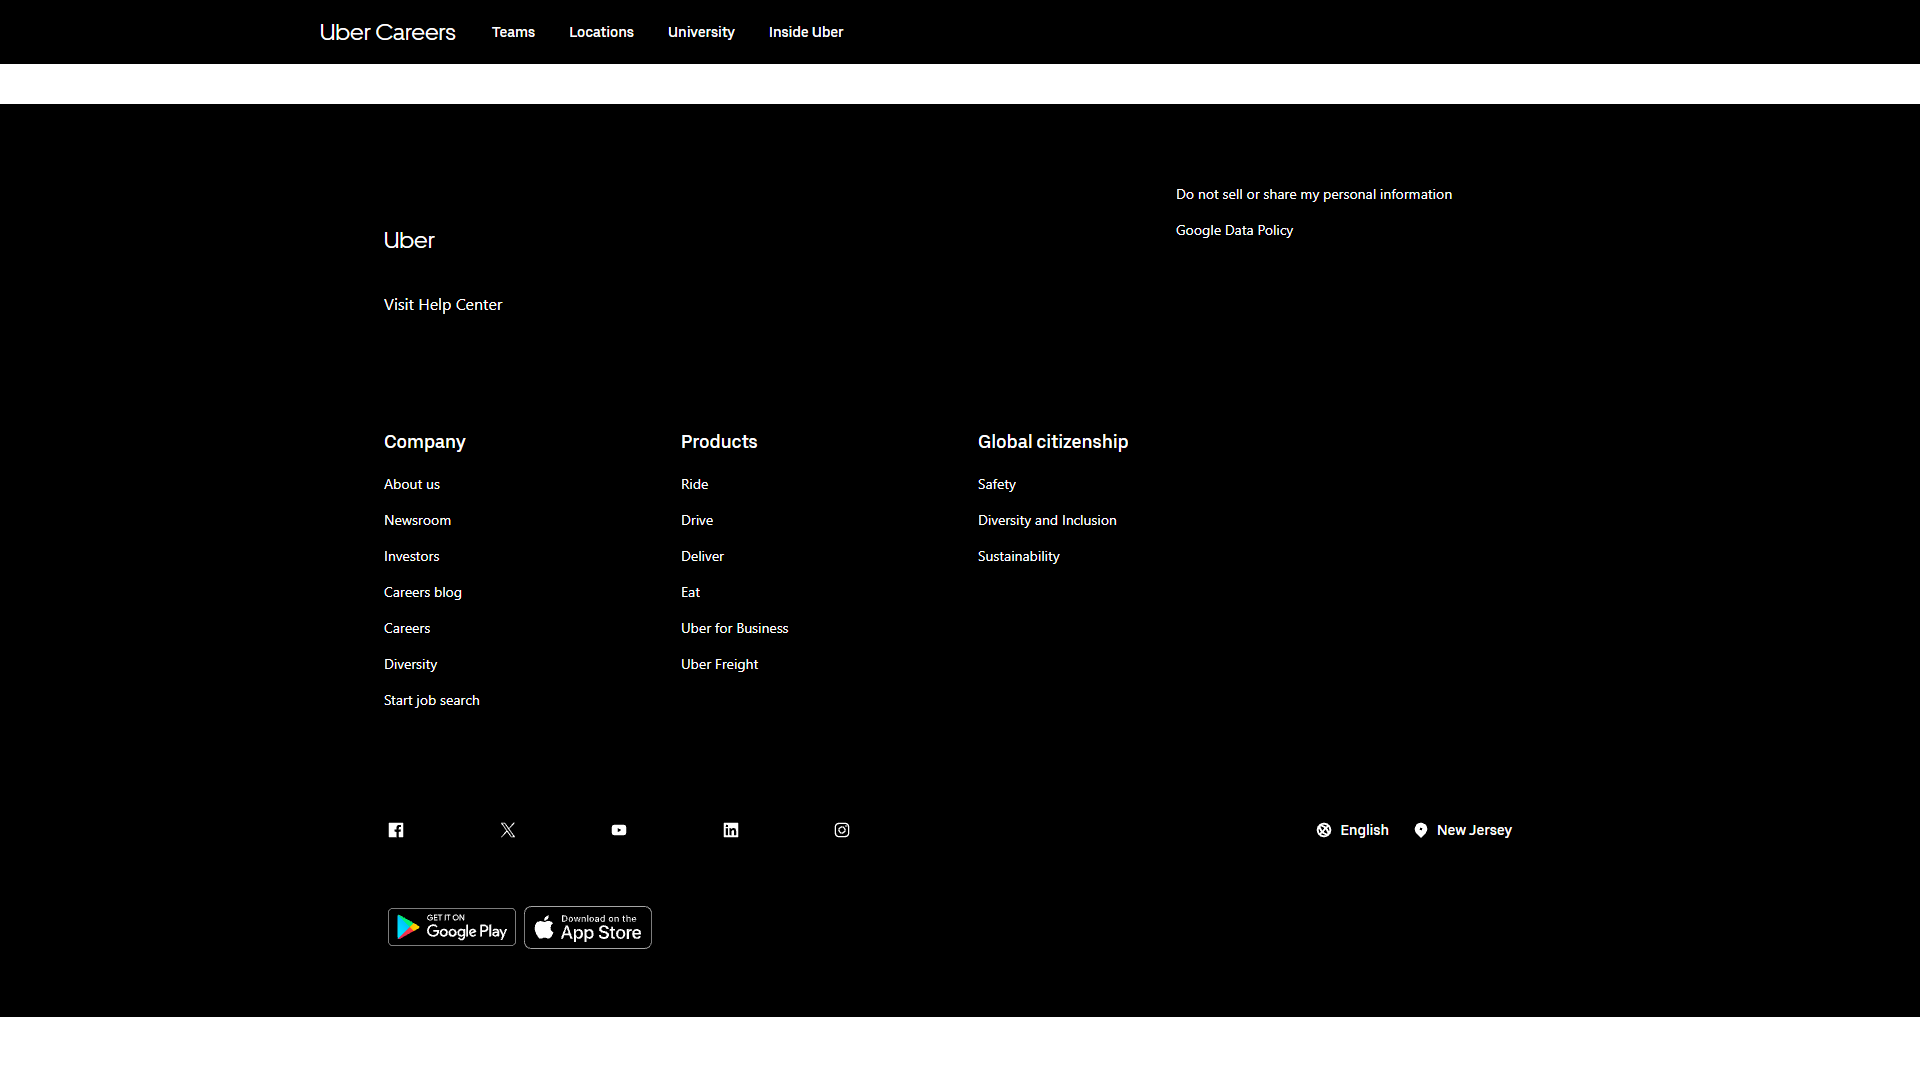 Uber Careers
Teams
Locations
University
Inside Uber
Do not sell or share my personal information
Google Data Policy
Uber
Visit Help Center
Company
About us
Newsroom
Investors
Careers blog
Careers
Diversity
Start job search
Products
Ride
Drive
Deliver
Eat
Uber for Business
Uber Freight
Global citizenship
Safety
Diversity and Inclusion
Sustainability
English
New Jersey
GET IT ON
Google Play
Download on the
App Store